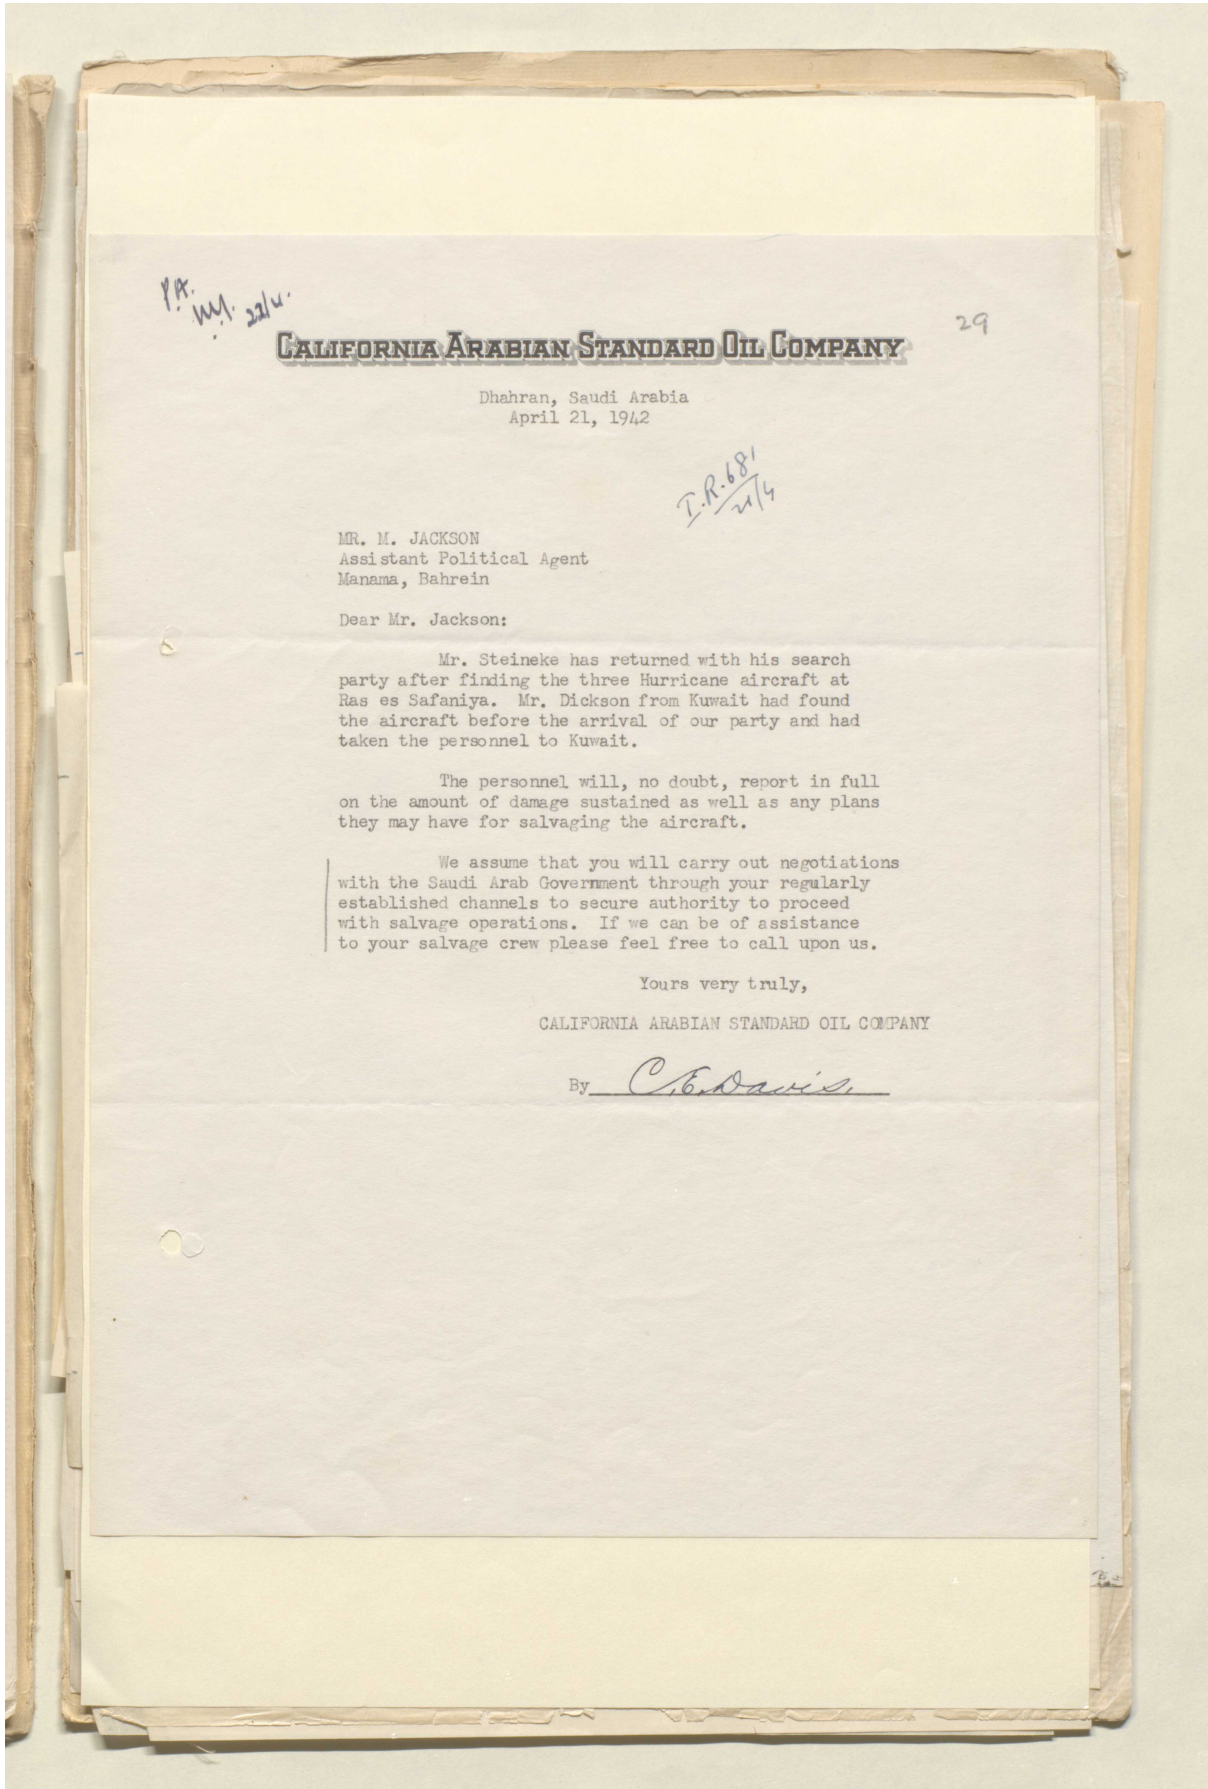 P.A.
22/4.
29
CALIFORNIA ARABIAN STANDARD OIL COMPANY
Dhahran, Saudi Arabia
April 21, 1942
I.R.681
21/4
MR. M. JACKSON
Assistant Political Agent
Manama, Bahrein
Dear Mr. Jackson:
Mr. Steineke has returned with his search
party after finding the three Hurricane aircraft at
Ras es Safaniya. Mr. Dickson from Kuwait had found
the aircraft before the arrival of our party and had
taken the personnel to Kuwait.
The personnel will, no doubt, report in full
on the amount of damage sustained as well as any plans
they may have for salvaging the aircraft.
We assume that you will carry out negotiations
with the Saudi Arab Government through your regularly
established channels to secure authority to proceed
with salvage operations. If we can be of assistance
to your salvage crew please feel free to call upon us.
Yours very truly,
CALIFORNIA ARABIAN STANDARD OIL COMPANY
By C.E.Davis.